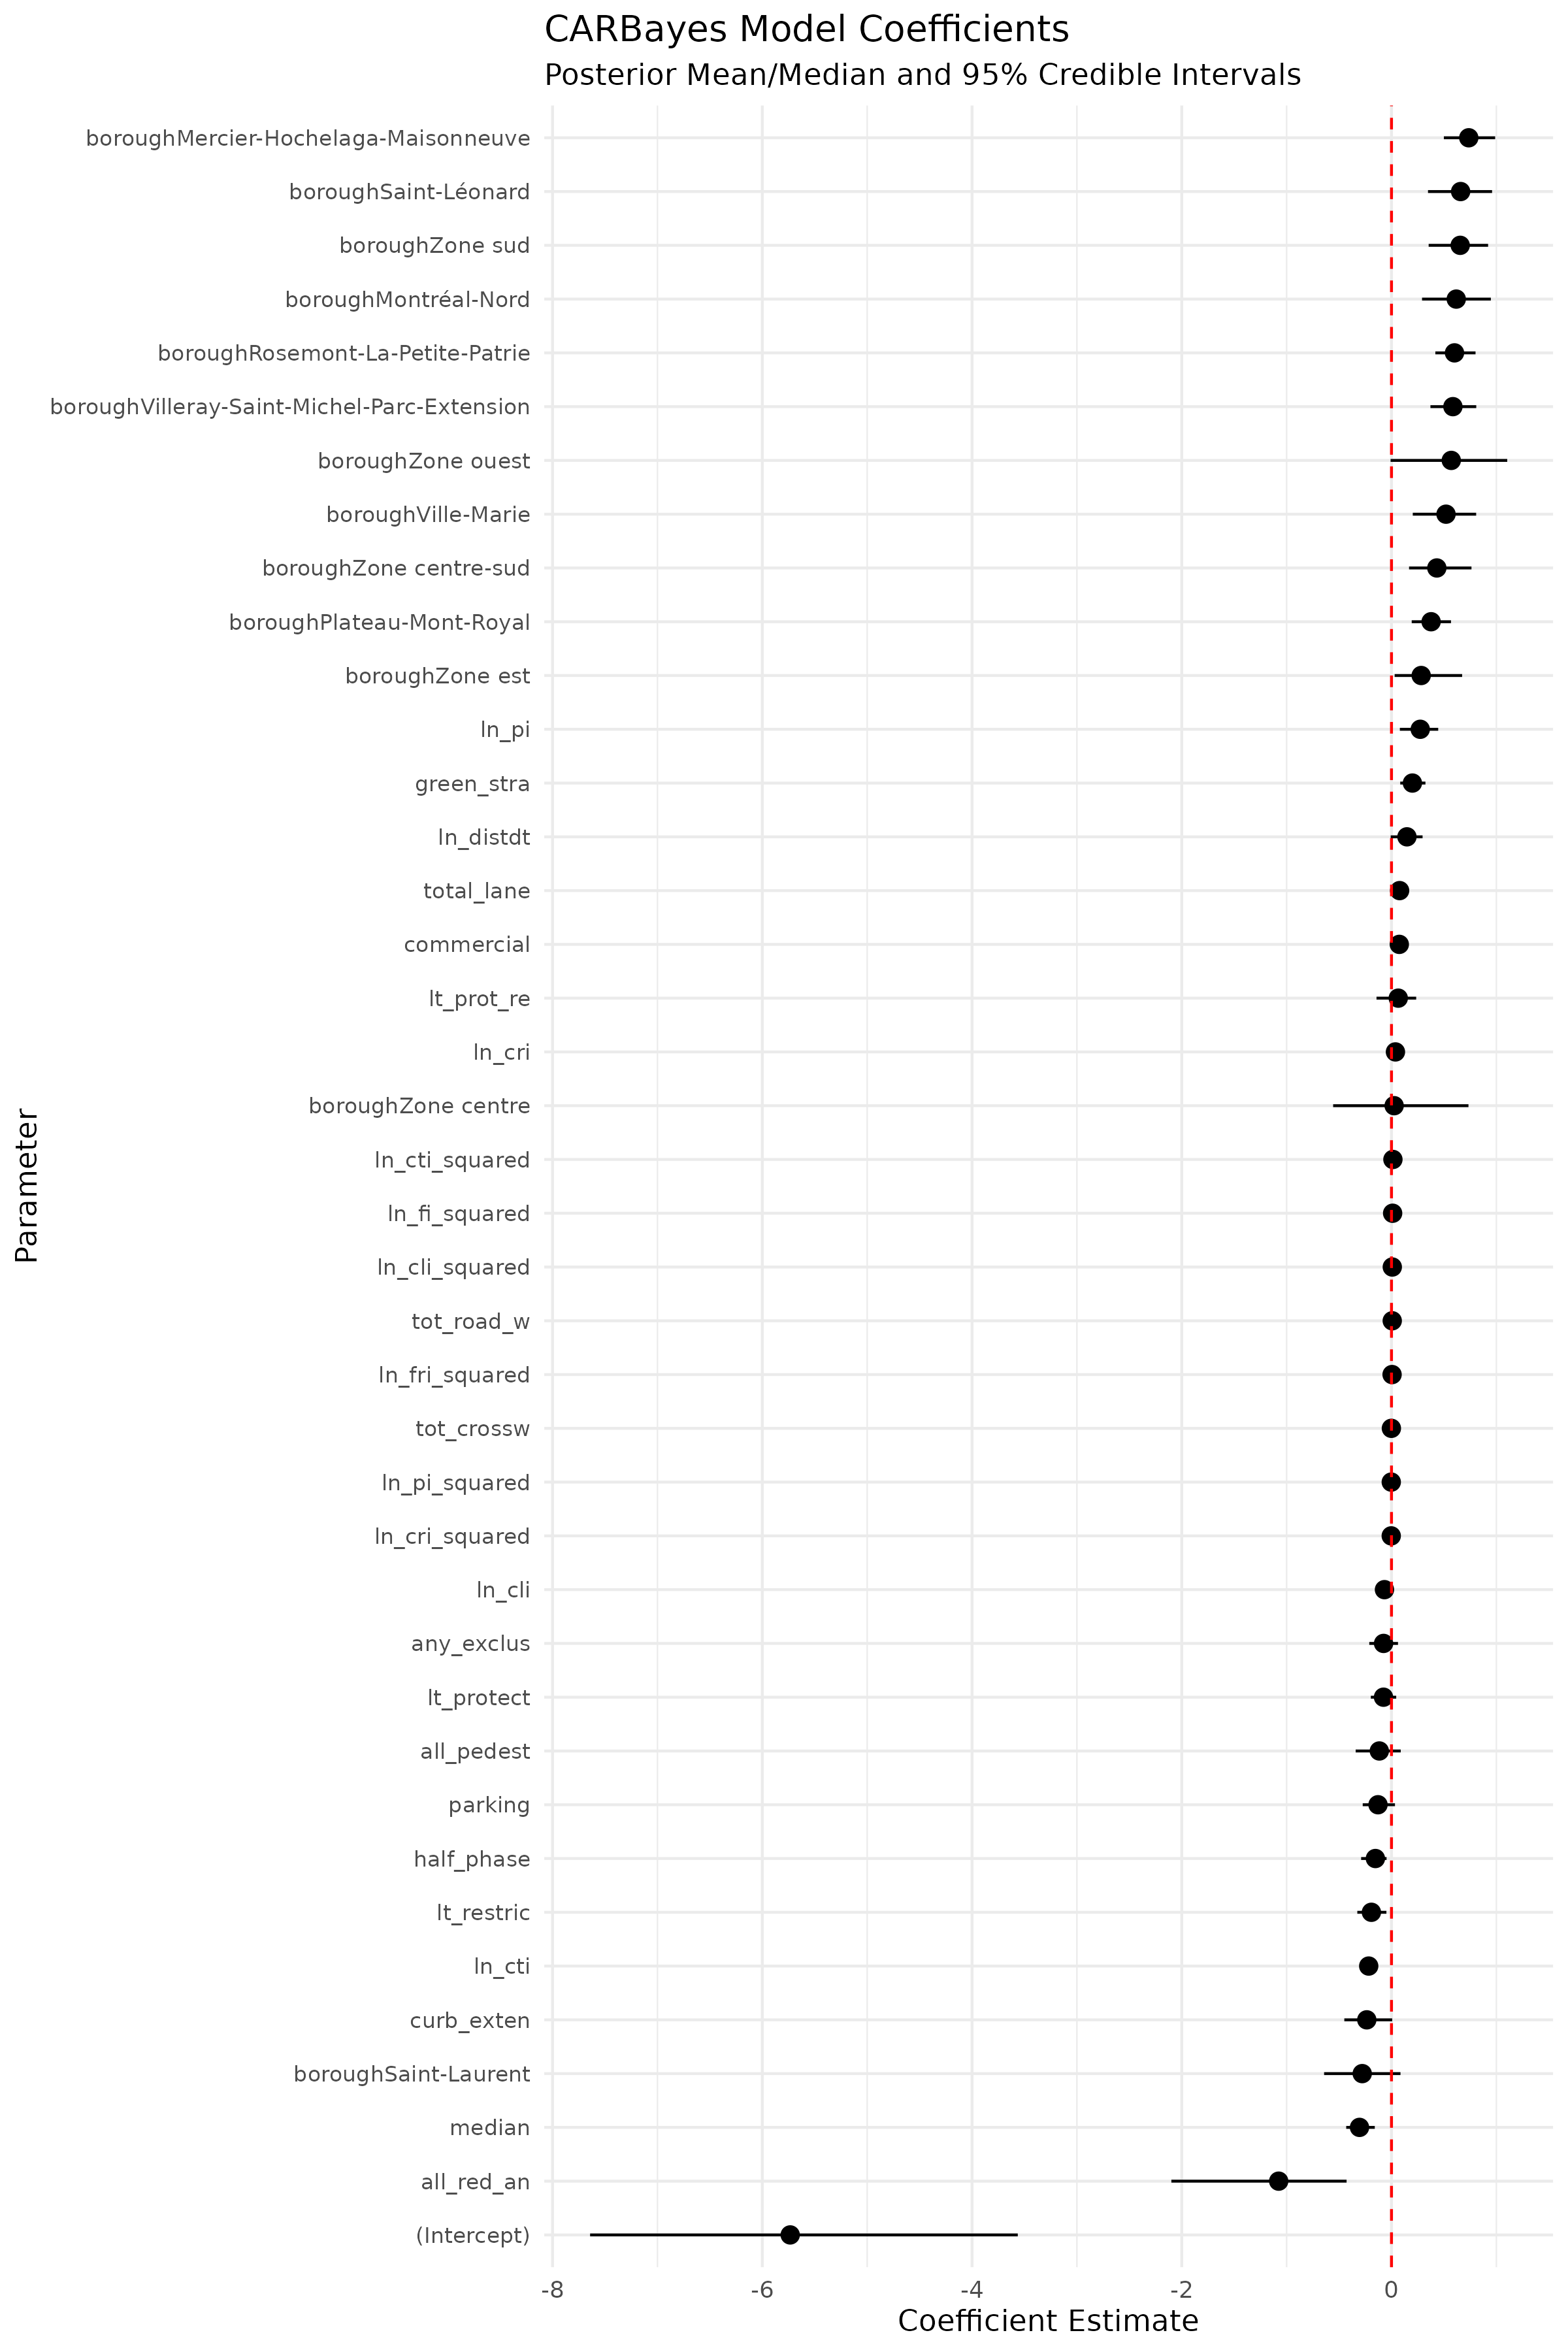 CARBayes Model Coefficients
Posterior Mean/Median and 95% Credible Intervals
boroughMercier-Hochelaga-Maisonneuve
boroughSaint-Léonard
boroughZone sud
boroughMontréal-Nord
boroughRosemont-La-Petite-Patrie
boroughVilleray-Saint-Michel-Parc-Extension
boroughZone ouest
boroughVille-Marie
boroughZone centre-sud
boroughPlateau-Mont-Royal
boroughZone est
ln_pi
green_stra
ln_distdt
total_lane
commercial
lt_prot_re
ln_cri
boroughZone centre
ln_cti_squared
ln_fi_squared
ln_cli_squared
tot_road_w
ln_fri_squared
tot_crossw
ln_pi_squared
ln_cri_squared
ln_cli
any_exclus
lt_protect
all_pedest
parking
half_phase
lt_restric
ln_cti
curb_exten
boroughSaint-Laurent
median
all_red_an
(Intercept)
Parameter
-8 -6 -4 -2 0
Coefficient Estimate